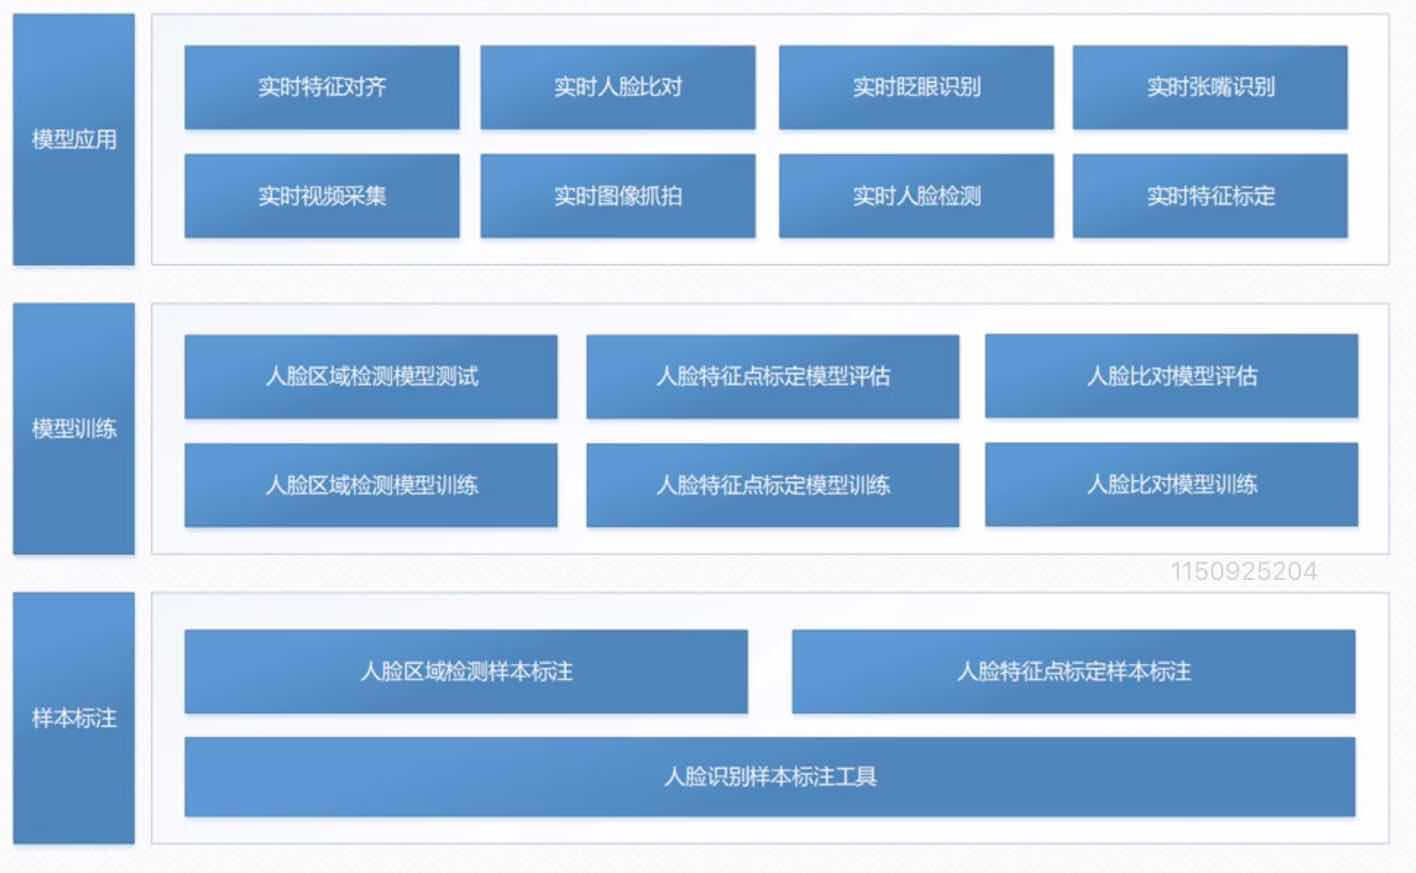 模型应用
实时特征对齐
实时人脸比对
实时眨眼识别
实时张嘴识别
实时视频采集
实时图像抓拍
实时人脸检测
实时特征标定
模型训练
人脸区域检测模型测试
人脸特征点标定模型评估
人脸比对模型评估
人脸区域检测模型训练
人脸特征点标定模型训练
人脸比对模型训练
1150925204
样本标注
人脸区域检测样本标注
人脸特征点标定样本标注
人脸识别样本标注工具